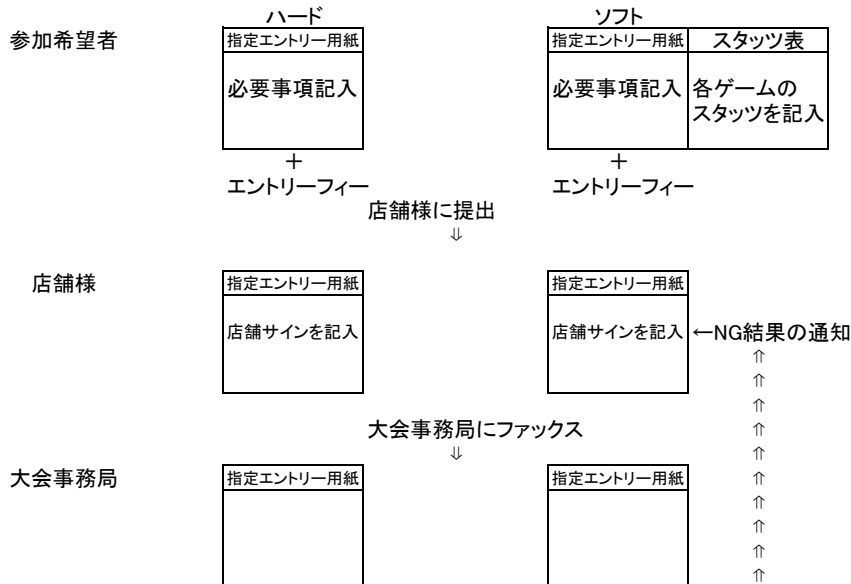 ハード ソフト
参加希望者 指定エントリー用紙 指定エントリー用紙 スタッツ表
必要事項記入 必要事項記入 各ゲームの
スタッツを記入
＋ ＋
エントリーフィー エントリーフィー
店舗様に提出
⇓
店舗様 指定エントリー用紙 指定エントリー用紙
店舗サインを記入 店舗サインを記入 ←NG結果の通知
⇑
⇑
⇑
大会事務局にファックス ⇑
⇓ ⇑
大会事務局 指定エントリー用紙 指定エントリー用紙 ⇑
⇑
⇑
⇑
⇑